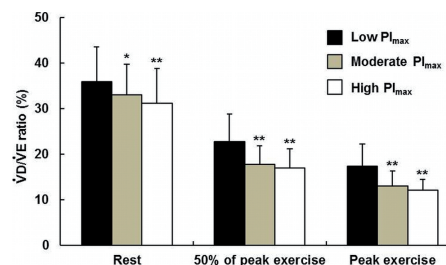 50
40
30
20
10
0
V̇D/V̇E ratio (%)
Low PImax
Moderate PImax
High PImax
*
**
**
**
**
**
Rest
50% of peak exercise
Peak exercise